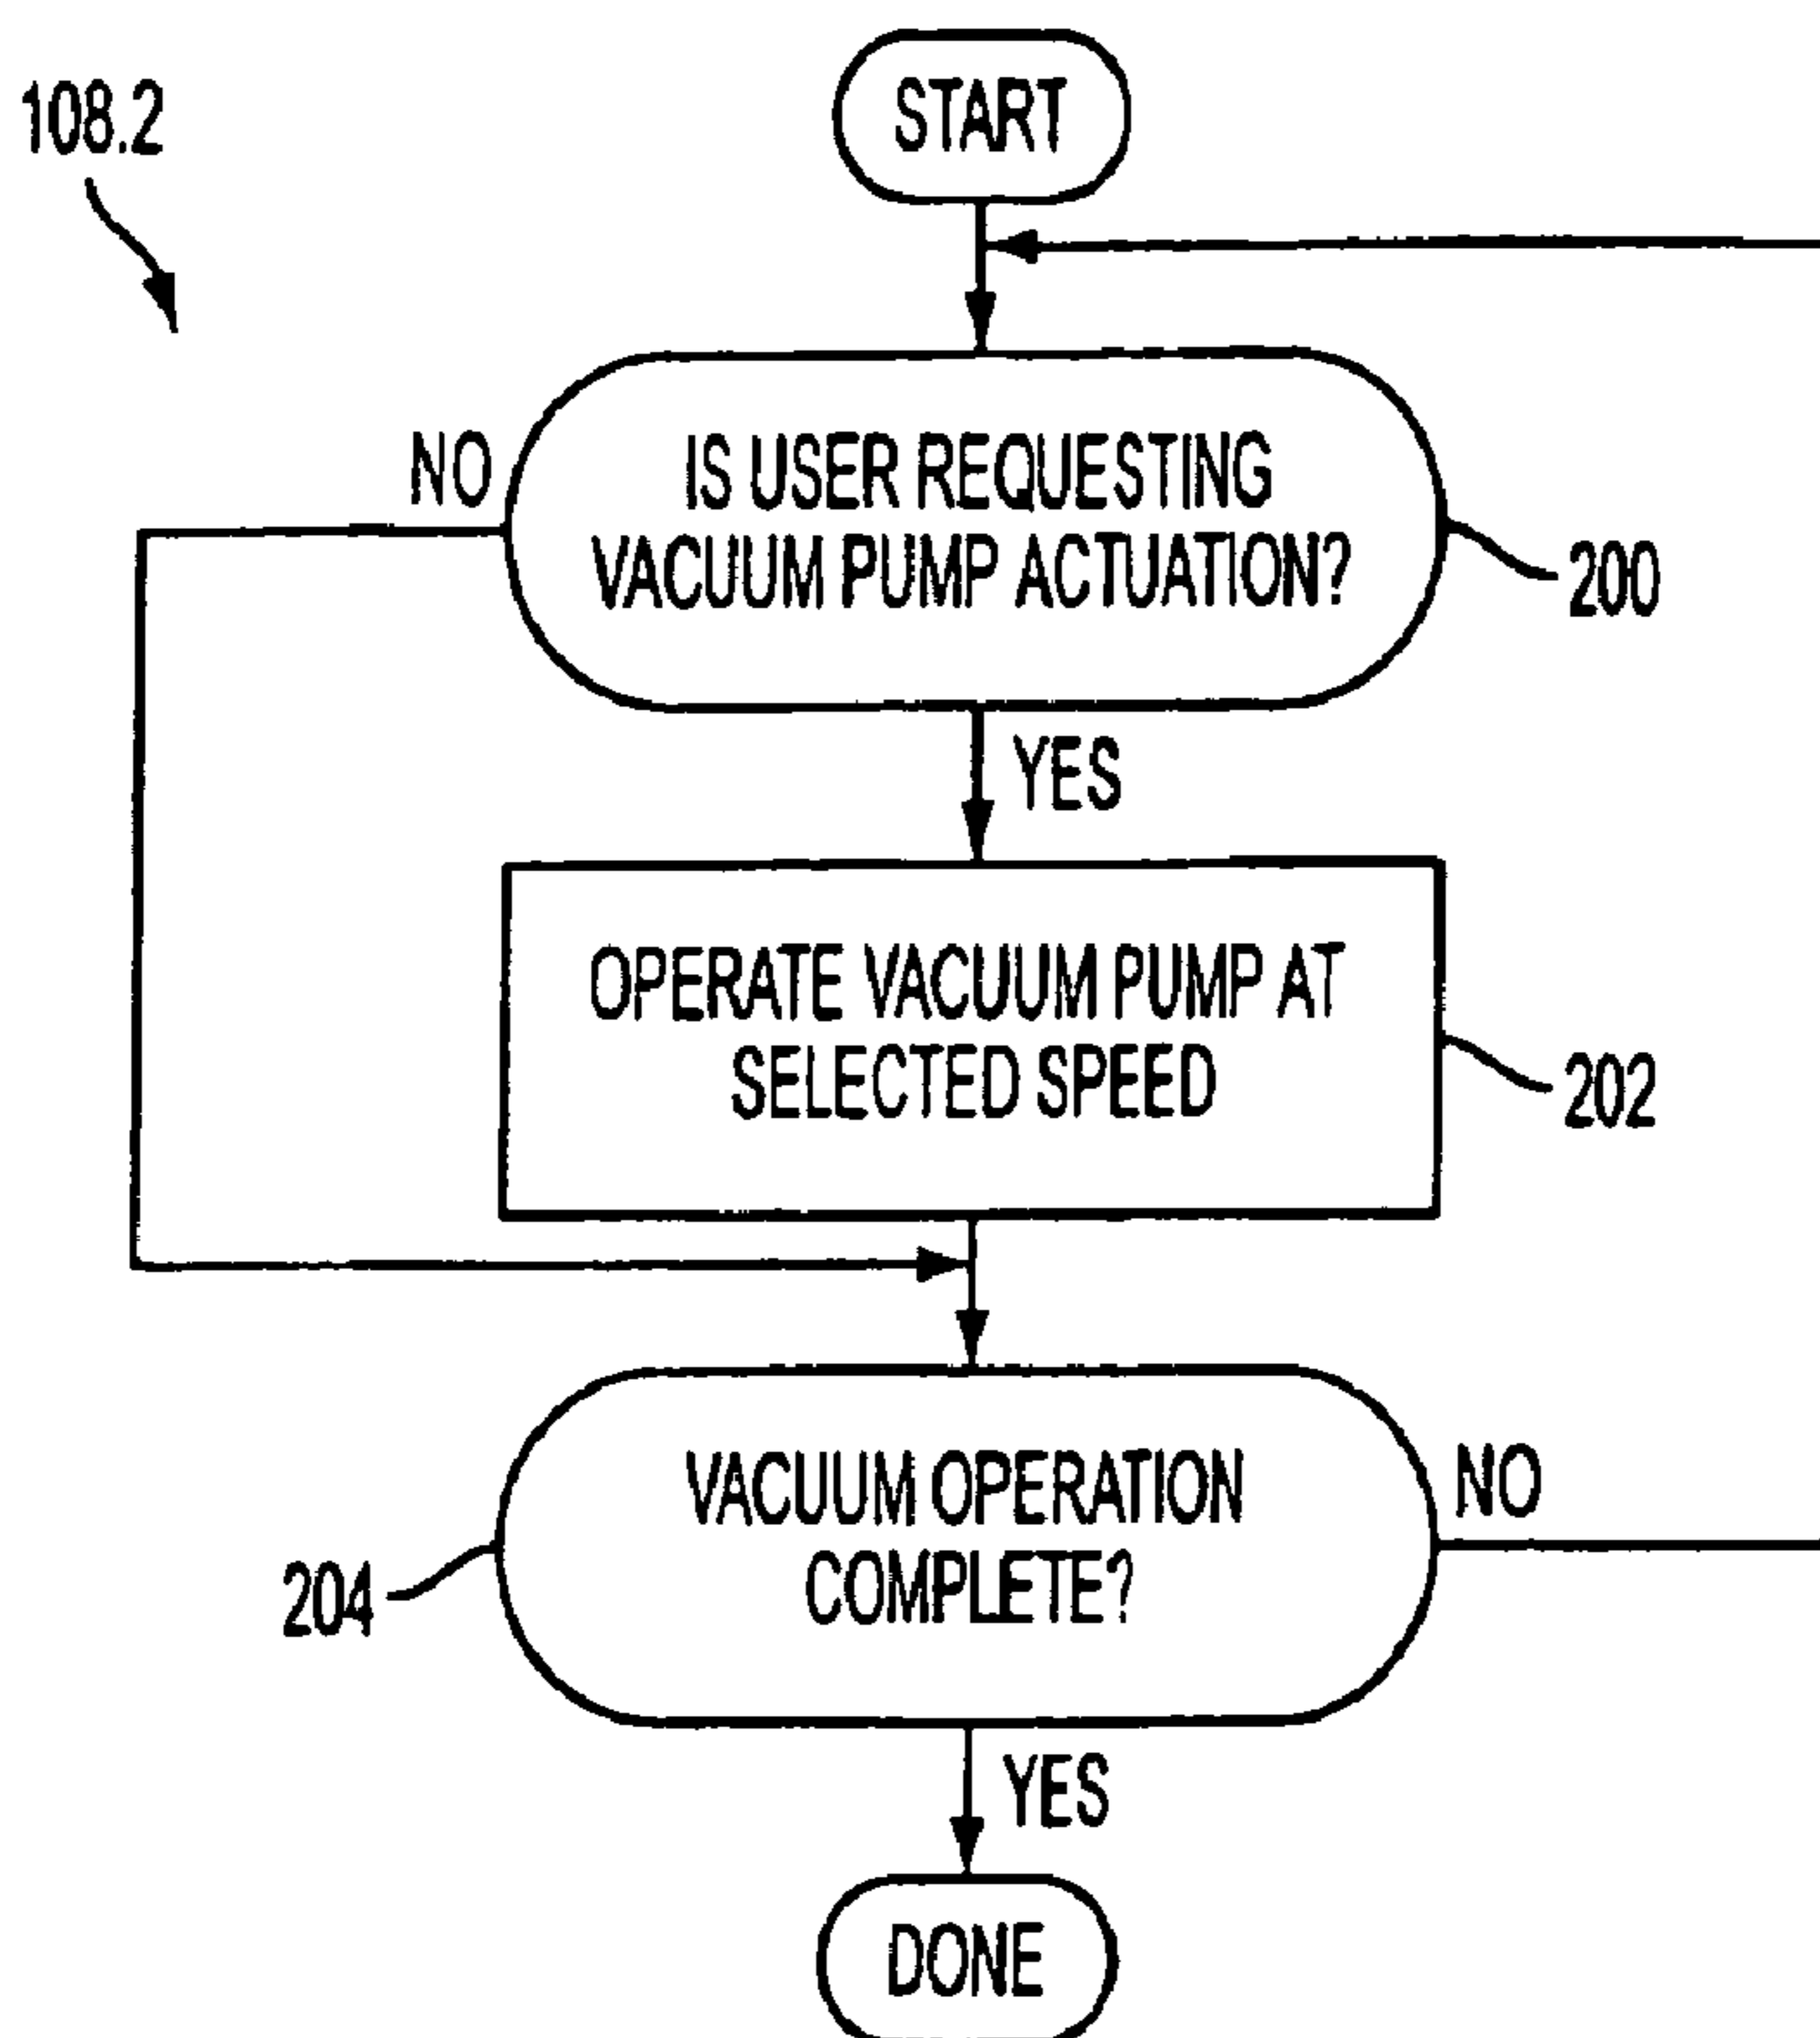 108.2
START
NO
IS USER REQUESTING
VACUUM PUMP ACTUATION?
200
YES
OPERATE VACUUM PUMP AT
SELECTED SPEED
202
VACUUM OPERATION
COMPLETE?
NO
204
YES
DONE